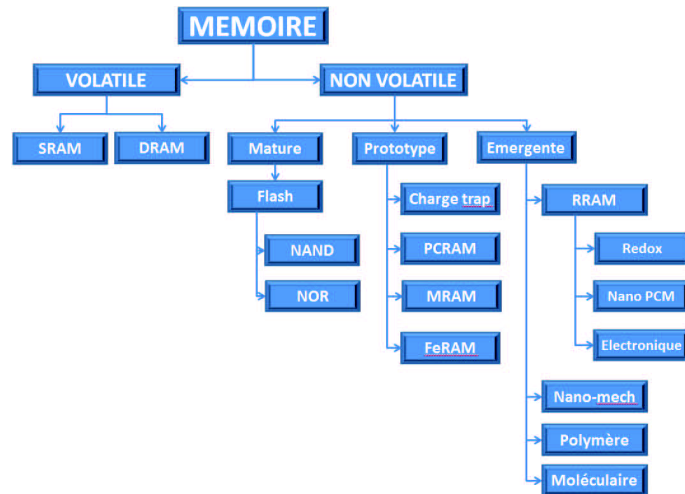 MEMOIRE
VOLATILE
NON VOLATILE
SRAM
DRAM
Mature
Prototype
Emergente
Flash
Charge trap
RRAM
NAND
PCRAM
Redox
NOR
MRAM
Nano PCM
FeRAM
Electronique
Nano-mech
Polymère
Moléculaire